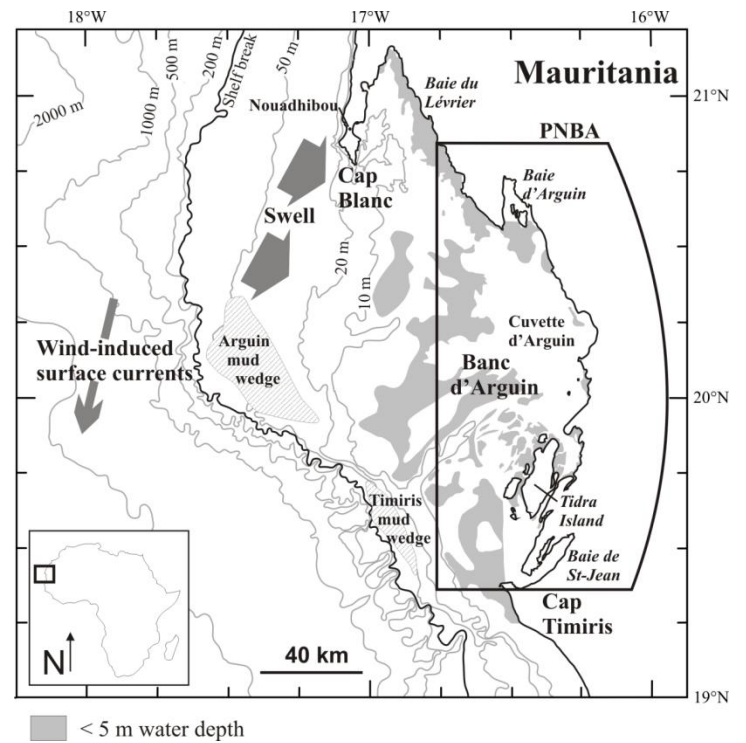 18°W
17°W
16°W
2000 m
1000 m
500 m
200 m
Shelf break
50 m
Nouadhibou
Baie du
Lévrier
Mauritania
21°N
PNBA
Cap
Blanc
Baie
d'Arguin
Swell
20 m
10 m
Wind-induced
surface currents
Arguin
mud
wedge
Cuvette
d'Arguin
Banc
d'Arguin
20°N
Timiris
mud
wedge
Tidra
Island
Baie de
St-Jean
Cap
Timiris
N
40 km
19°N
< 5 m water depth